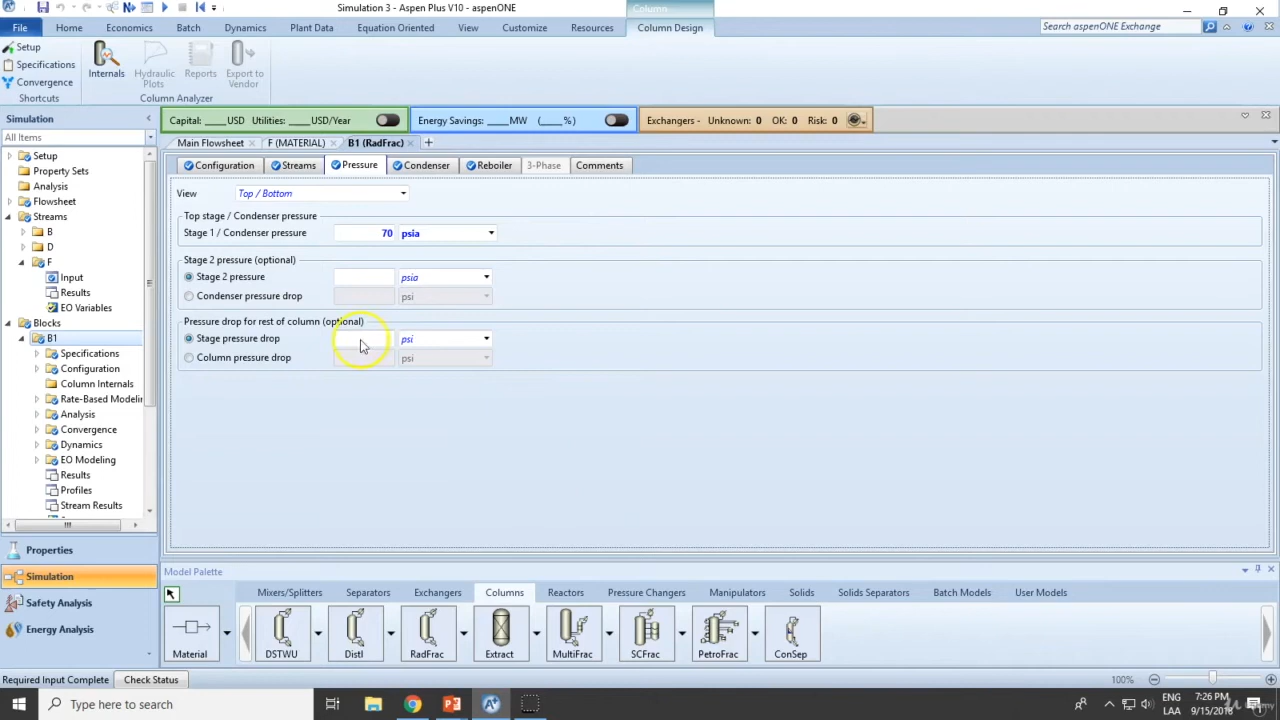 Simulation 3 - Aspen Plus V10 - aspenONE
Column
File Home Economics Batch Dynamics Plant Data Equation Oriented View Customize Resources Column Design
Search aspenONE Exchange
Setup
Specifications
Convergence
Shortcuts
Internals
Hydraulic Plots
Reports
Export to Vendor
Column Analyzer
Simulation
All Items
Capital: ____ USD Utilities: ____ USD/Year
Energy Savings: ____ MW (____ %)
Exchangers - Unknown: 0 OK: 0 Risk: 0
Main Flowsheet F (MATERIAL) B1 (RadFrac) +
Configuration Streams Pressure Condenser Reboiler 3-Phase Comments
View Top / Bottom
Top stage / Condenser pressure
Stage 1 / Condenser pressure 70 psia
Stage 2 pressure (optional)
Stage 2 pressure psia
Condenser pressure drop psi
Pressure drop for rest of column (optional)
Stage pressure drop psi
Column pressure drop psi
Setup
Property Sets
Analysis
Flowsheet
Streams
B
D
F
Input
Results
EO Variables
Blocks
B1
Specifications
Configuration
Column Internals
Rate-Based Modelin
Analysis
Convergence
Dynamics
EO Modeling
Results
Profiles
Stream Results
Properties
Simulation
Safety Analysis
Energy Analysis
Model Palette
Mixers/Splitters Separators Exchangers Columns Reactors Pressure Changers Manipulators Solids Solids Separators Batch Models User Models
Material DSTWU Distl RadFrac Extract MultiFrac SCFrac PetroFrac ConSep
Required Input Complete Check Status 100%
Type here to search
ENG
LAA
7:26 PM